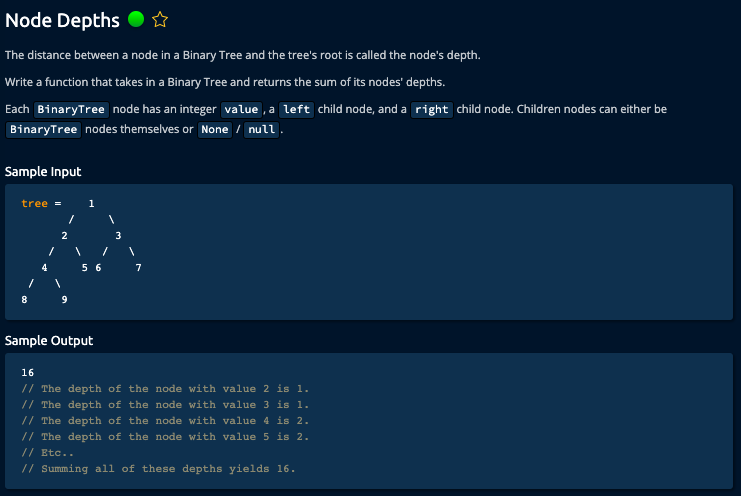 Node Depths
The distance between a node in a Binary Tree and the tree's root is called the node's depth.
Write a function that takes in a Binary Tree and returns the sum of its nodes' depths.
Each BinaryTree node has an integer value , a left child node, and a right child node. Children nodes can either be
BinaryTree nodes themselves or None / null .
Sample Input
tree =    1
       /     \
      2       3
    /   \   /   \
   4     5 6     7
 /   \
8     9
Sample Output
16
// The depth of the node with value 2 is 1.
// The depth of the node with value 3 is 1.
// The depth of the node with value 4 is 2.
// The depth of the node with value 5 is 2.
// Etc..
// Summing all of these depths yields 16.